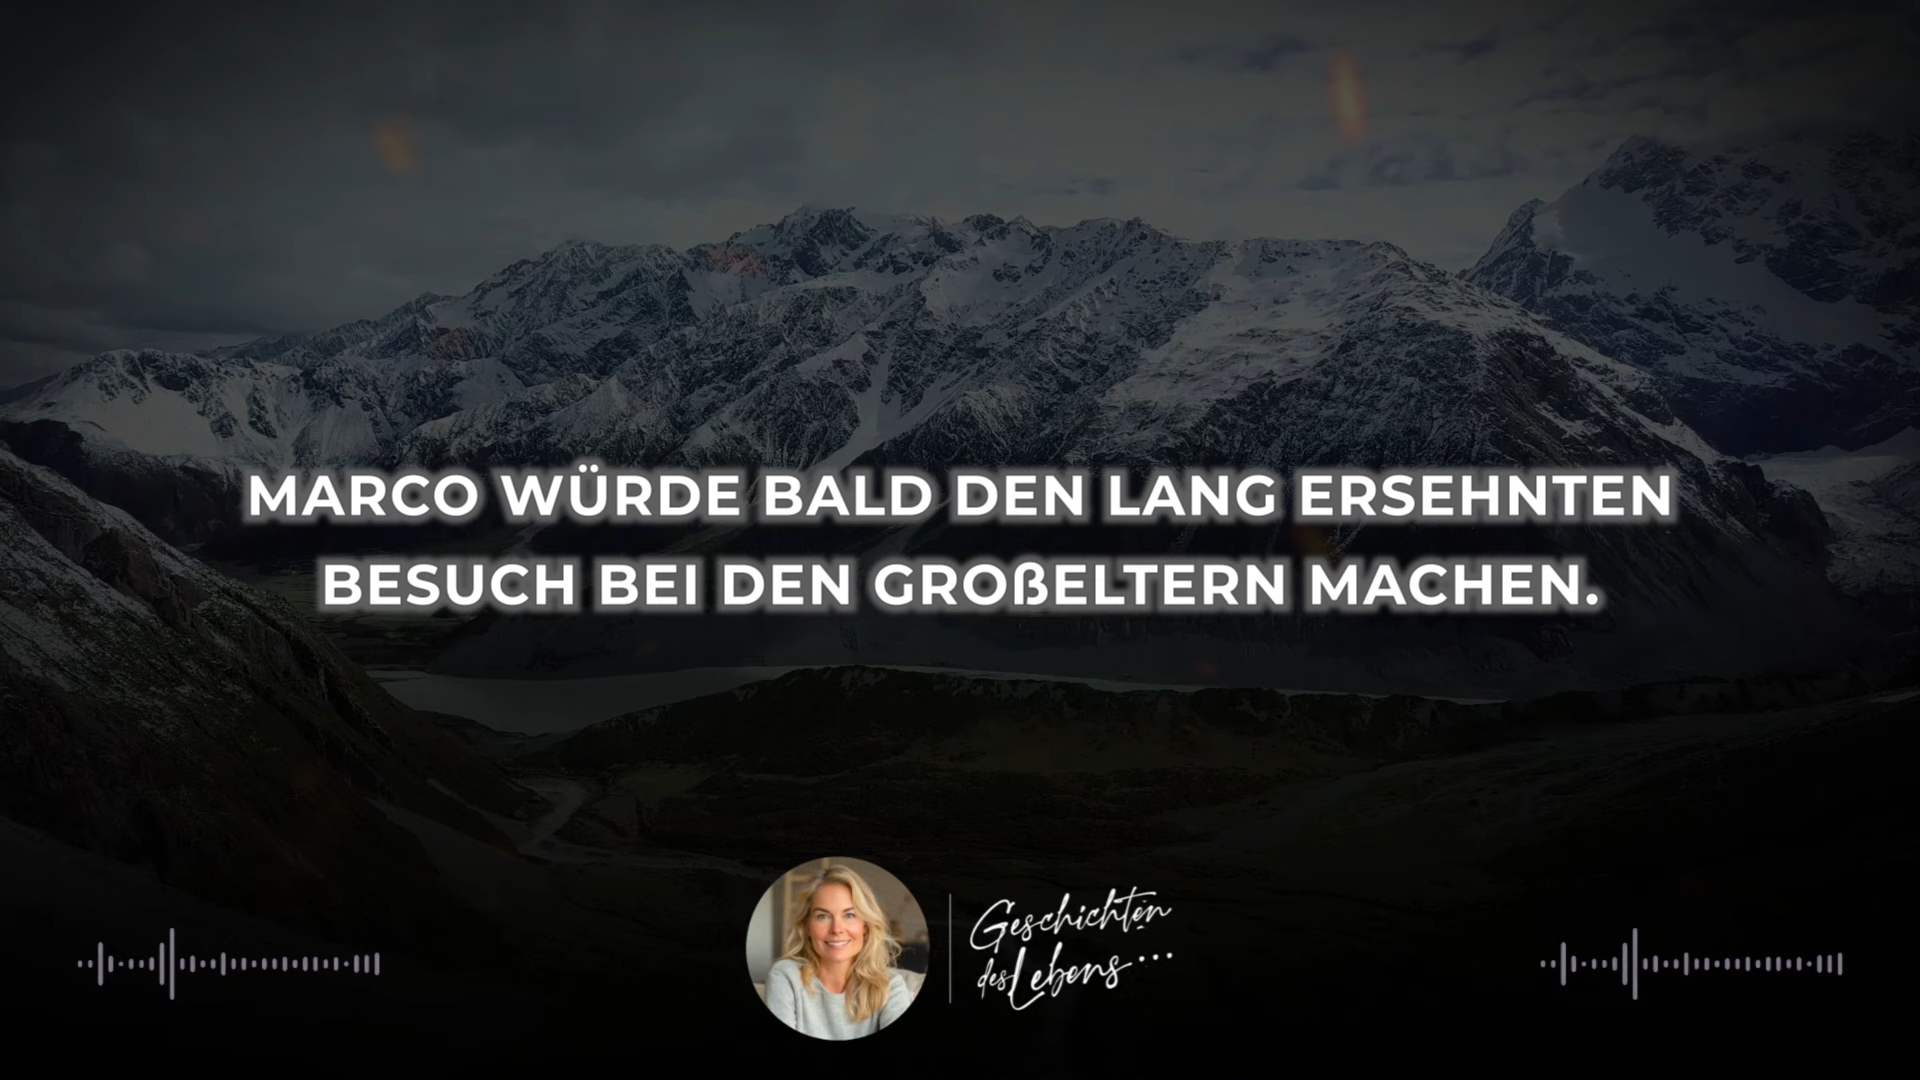 MARCO WÜRDE BALD DEN LANG ERSEHNTEN
BESUCH BEI DEN GROßELTERN MACHEN.
Geschichten
des Lebens...